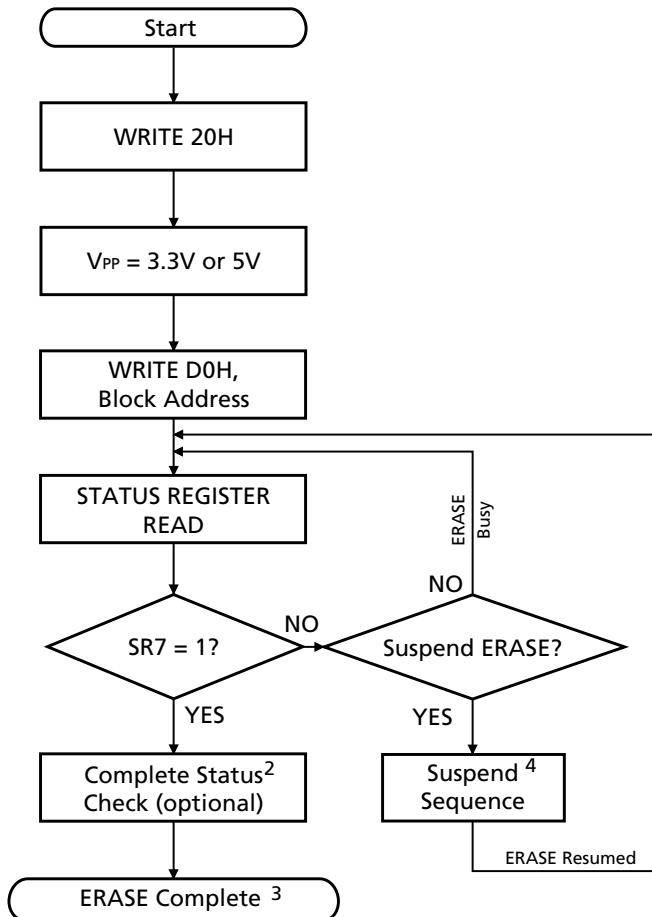 Start
WRITE 20H
VPP = 3.3V or 5V
WRITE D0H,
Block Address
STATUS REGISTER
READ
ERASE
Busy
NO
SR7 = 1?
NO
Suspend ERASE?
YES
YES
Complete Status2
Check (optional)
Suspend 4
Sequence
ERASE Resumed
ERASE Complete 3